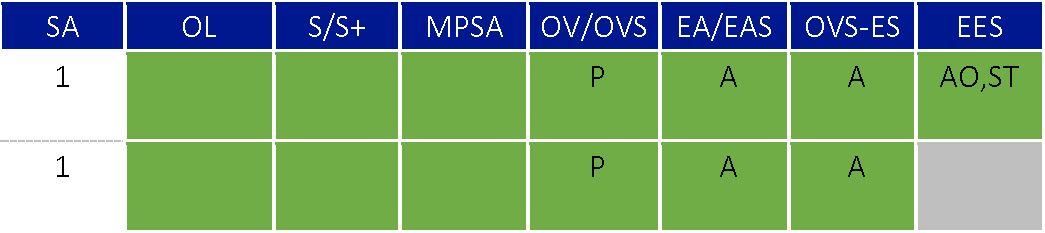 SA OL S/S+ MPSA OV/OVS EA/EAS OVS-ES EES
1 P A A AO,ST
1 P A A